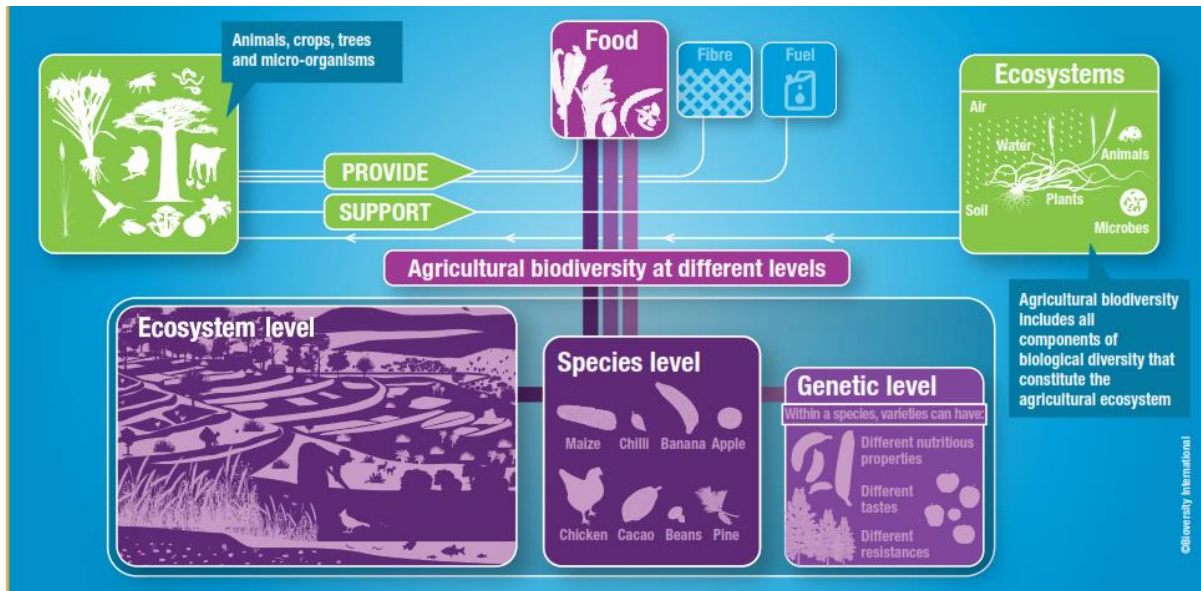 Animals, crops, trees
and micro-organisms
Food
Fibre
Fuel
Ecosystems
Air
Water
Animals
Plants
Soil
Microbes
PROVIDE
SUPPORT
Agricultural biodiversity at different levels
Agricultural biodiversity
includes all
components of
biological diversity that
constitute the
agricultural ecosystem
Ecosystem level
Species level
Maize
Chilli
Banana
Apple
Chicken
Cacao
Beans
Pine
Genetic level
Within a species, varieties can have:
Different nutritious
properties
Different
tastes
Different
resistances
©Bioversity International